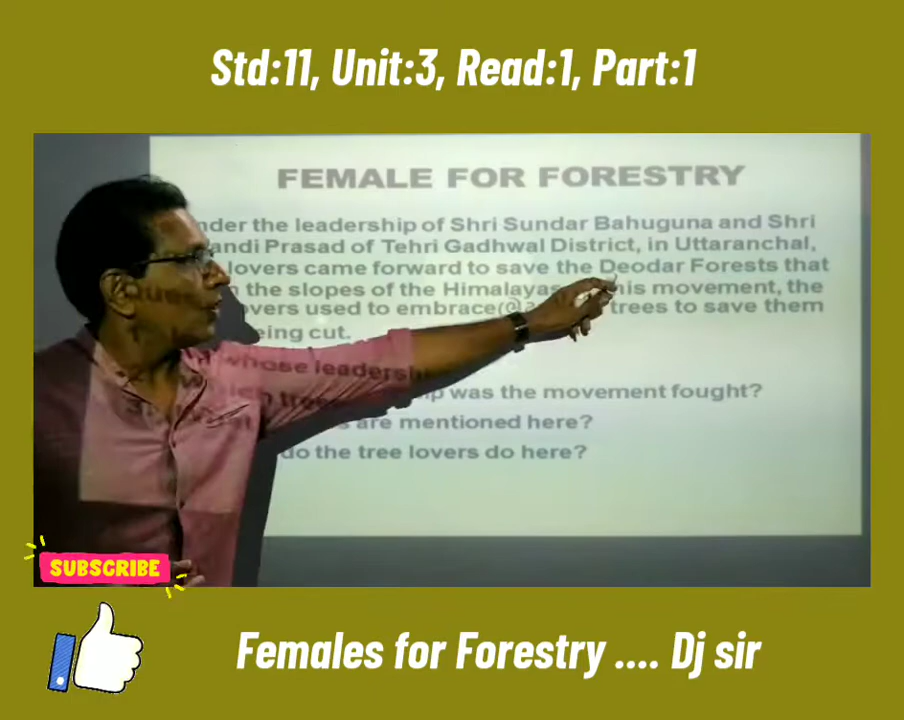 Std:11, Unit:3, Read:1, Part:1
FEMALE FOR FORESTRY
nder the leadership of Shri Sundar Bahuguna and Shri
andi Prasad of Tehri Gadhwal District, in Uttaranchal,
lovers came forward to save the Deodar Forests that
the slopes of the Himalayas his movement, the
overs used to embrace trees to save them
eing cut.
whose leadersh was the movement fought?
are mentioned here?
do the tree lovers do here?
SUBSCRIBE
Females for Forestry .... Dj sir